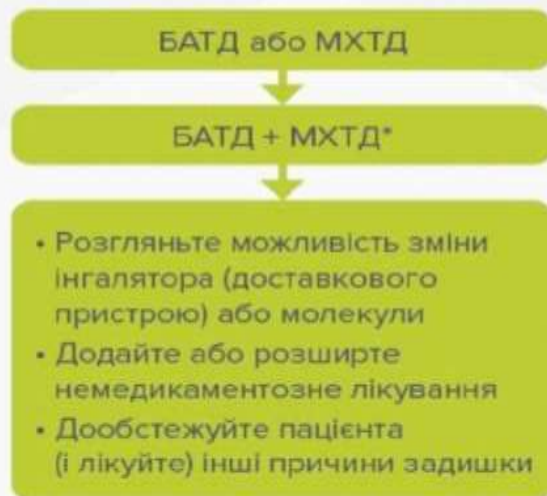 БАТД або МХТД
БАТД + МХТД*
• Розгляньте можливість зміни
інгалятора (доставкового
пристрою) або молекули
• Додайте або розширте
немедикаментозне лікування
• Дообстежуйте пацієнта
(і лікуйте) інші причини задишки